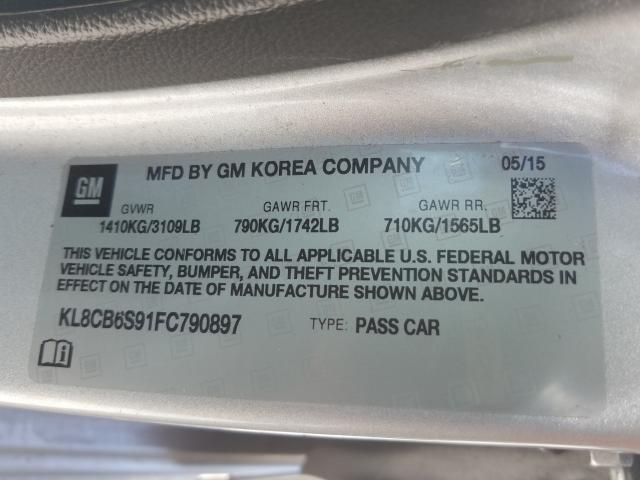 GM
MFD BY GM KOREA COMPANY
05/15
GVWR
GAWR FRT.
GAWR RR.
1410KG/3109LB
790KG/1742LB
710KG/1565LB
THIS VEHICLE CONFORMS TO ALL APPLICABLE U.S. FEDERAL MOTOR
VEHICLE SAFETY, BUMPER, AND THEFT PREVENTION STANDARDS IN
EFFECT ON THE DATE OF MANUFACTURE SHOWN ABOVE.
KL8CB6S91FC790897
TYPE: PASS CAR